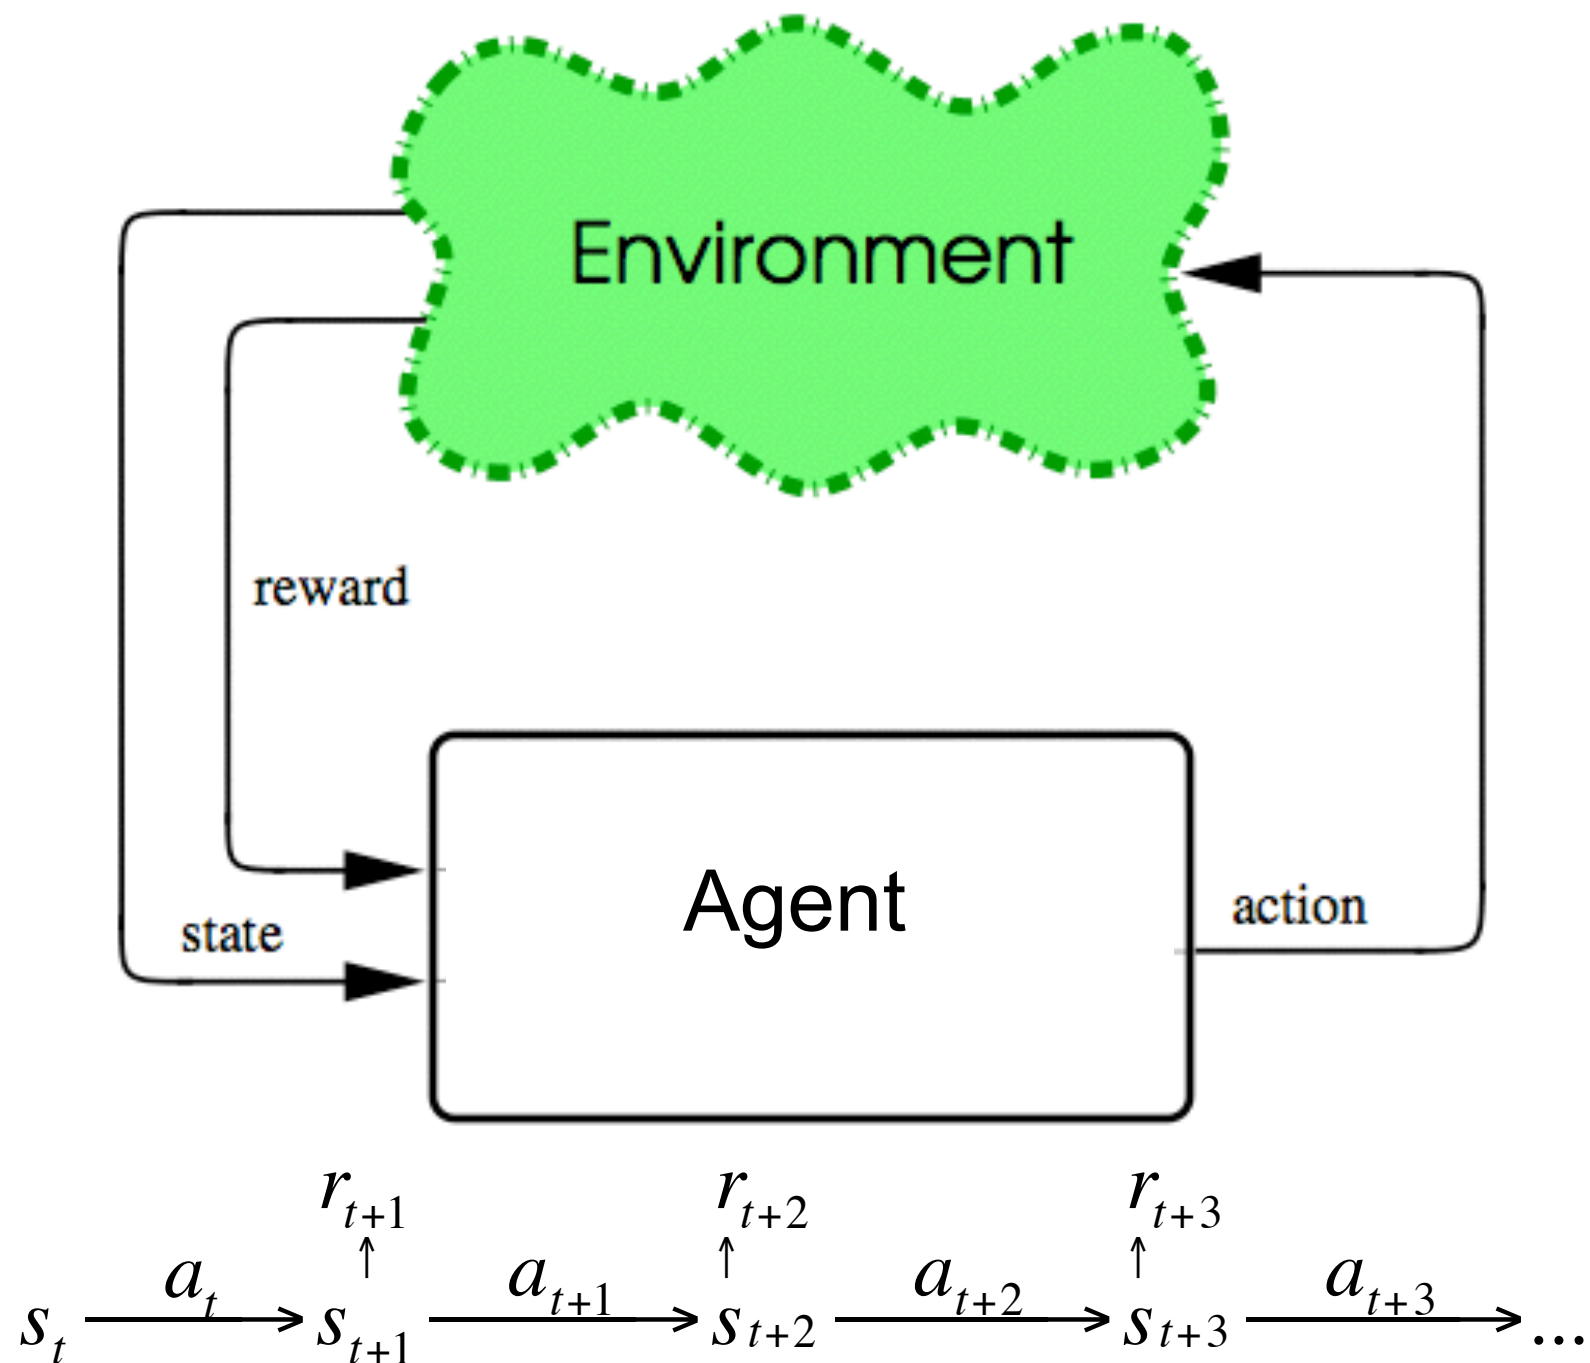 Environment
reward
Agent
action
state
r_{t+1} r_{t+2} r_{t+3}
a_t a_{t+1} a_{t+2} a_{t+3}
s_t s_{t+1} s_{t+2} s_{t+3} ...